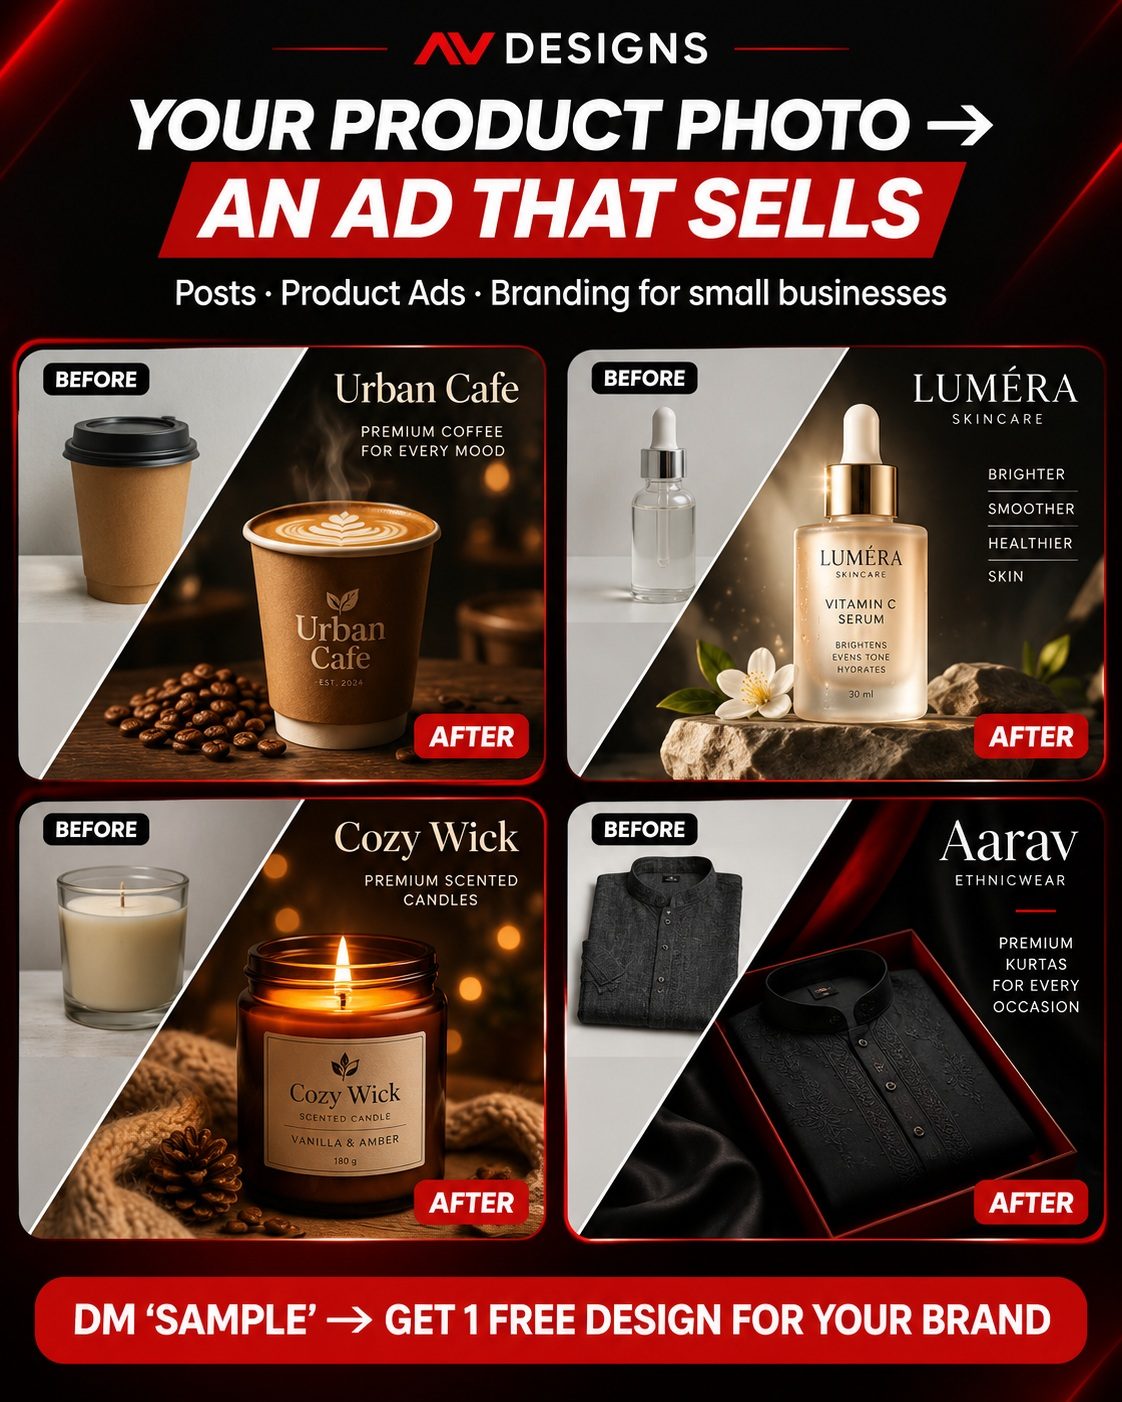 AV DESIGNS
YOUR PRODUCT PHOTO →
AN AD THAT SELLS
Posts · Product Ads · Branding for small businesses
BEFORE
Urban Cafe
PREMIUM COFFEE
FOR EVERY MOOD
Urban
Cafe
-EST. 2024-
AFTER
BEFORE
LUMÉRA
SKINCARE
BRIGHTER
SMOOTHER
HEALTHIER
SKIN
LUMÉRA
SKINCARE
VITAMIN C
SERUM
BRIGHTENS
EVENS TONE
HYDRATES
30 ml
AFTER
BEFORE
Cozy Wick
PREMIUM SCENTED
CANDLES
Cozy Wick
SCENTED CANDLE
VANILLA & AMBER
180 g
AFTER
BEFORE
Aarav
ETHNICWEAR
PREMIUM
KURTAS
FOR EVERY
OCCASION
AFTER
DM ‘SAMPLE’ → GET 1 FREE DESIGN FOR YOUR BRAND